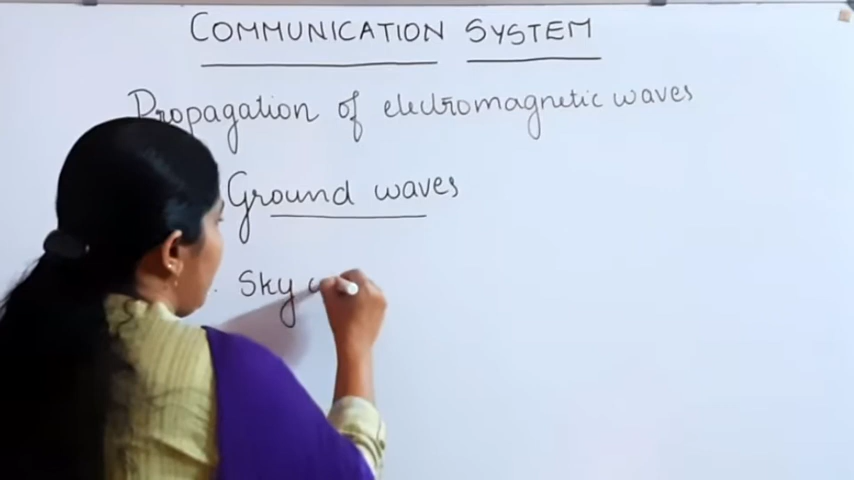 COMMUNICATION SYSTEM
Propagation of electromagnetic waves
Ground waves
Sky